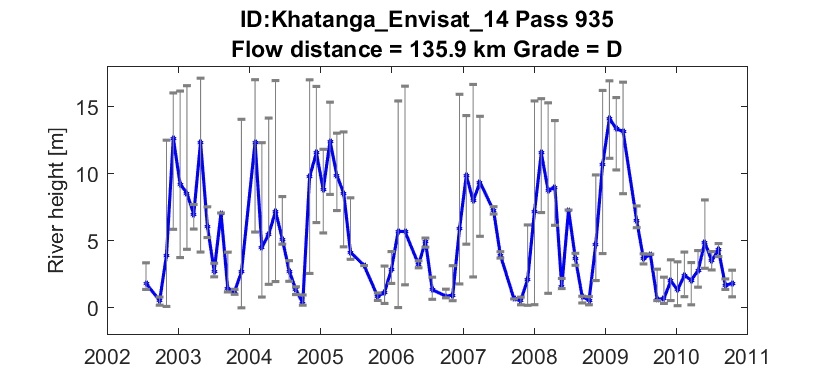 ID:Khatanga_Envisat_14 Pass 935
Flow distance = 135.9 km Grade = D
River height [m]
15
10
5
0
2002 2003 2004 2005 2006 2007 2008 2009 2010 2011